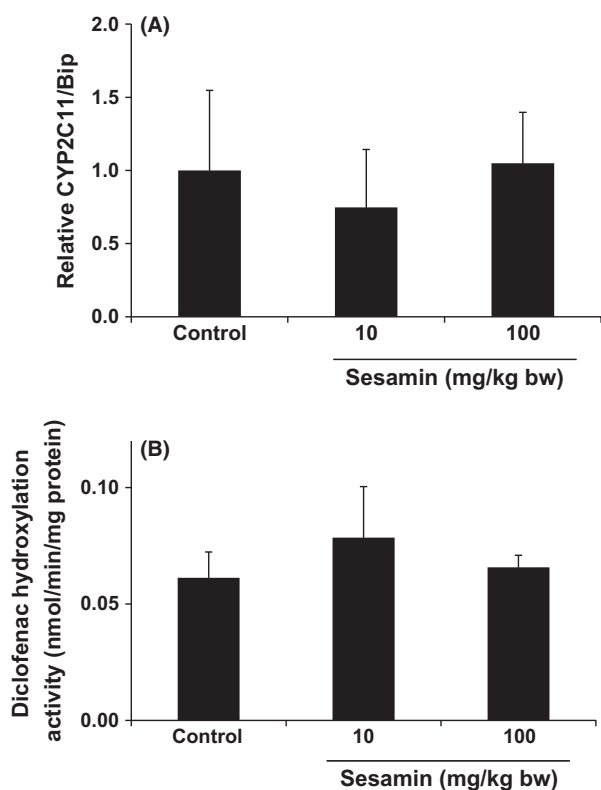 (A)
Relative CYP2C11/Bip
2.0
1.5
1.0
0.5
0.0
Control
10
100
Sesamin (mg/kg bw)
(B)
Diclofenac hydroxylation
activity (nmol/min/mg protein)
0.10
0.05
0.00
Control
10
100
Sesamin (mg/kg bw)